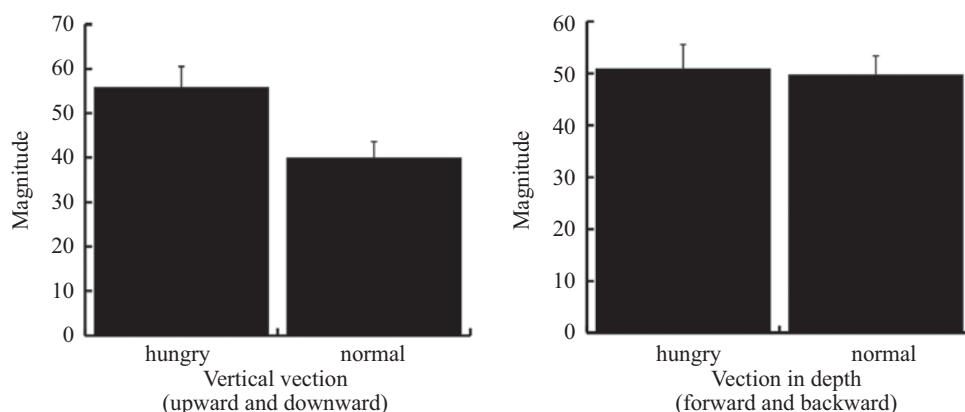 70
60
50
40
30
20
10
0
Magnitude
hungry normal
Vertical vection
(upward and downward)
60
50
40
30
20
10
0
Magnitude
hungry normal
Vection in depth
(forward and backward)